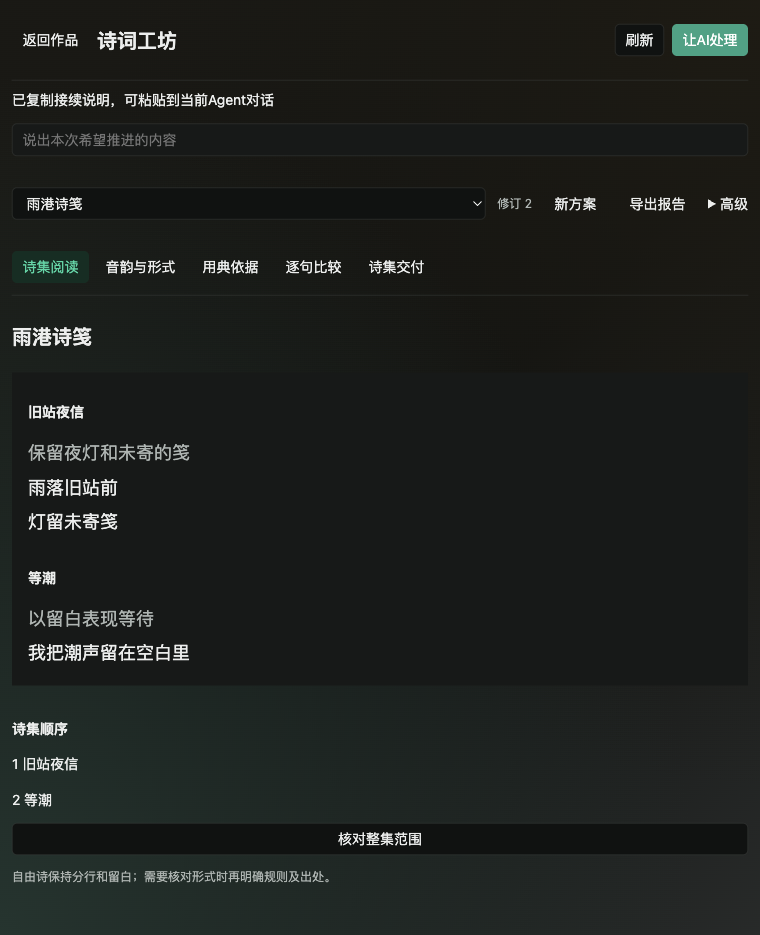 返回作品 诗词工坊 刷新 让AI处理
已复制接续说明，可粘贴到当前Agent对话
说出本次希望推进的内容
雨港诗笺 修订 2 新方案 导出报告 ▶ 高级
诗集阅读 音韵与形式 用典依据 逐句比较 诗集交付
雨港诗笺
旧站夜信
保留夜灯和未寄的笺
雨落旧站前
灯留未寄笺
等潮
以留白表现等待
我把潮声留在空白里
诗集顺序
1 旧站夜信
2 等潮
核对整集范围
自由诗保持分行和留白；需要核对形式时再明确规则及出处。